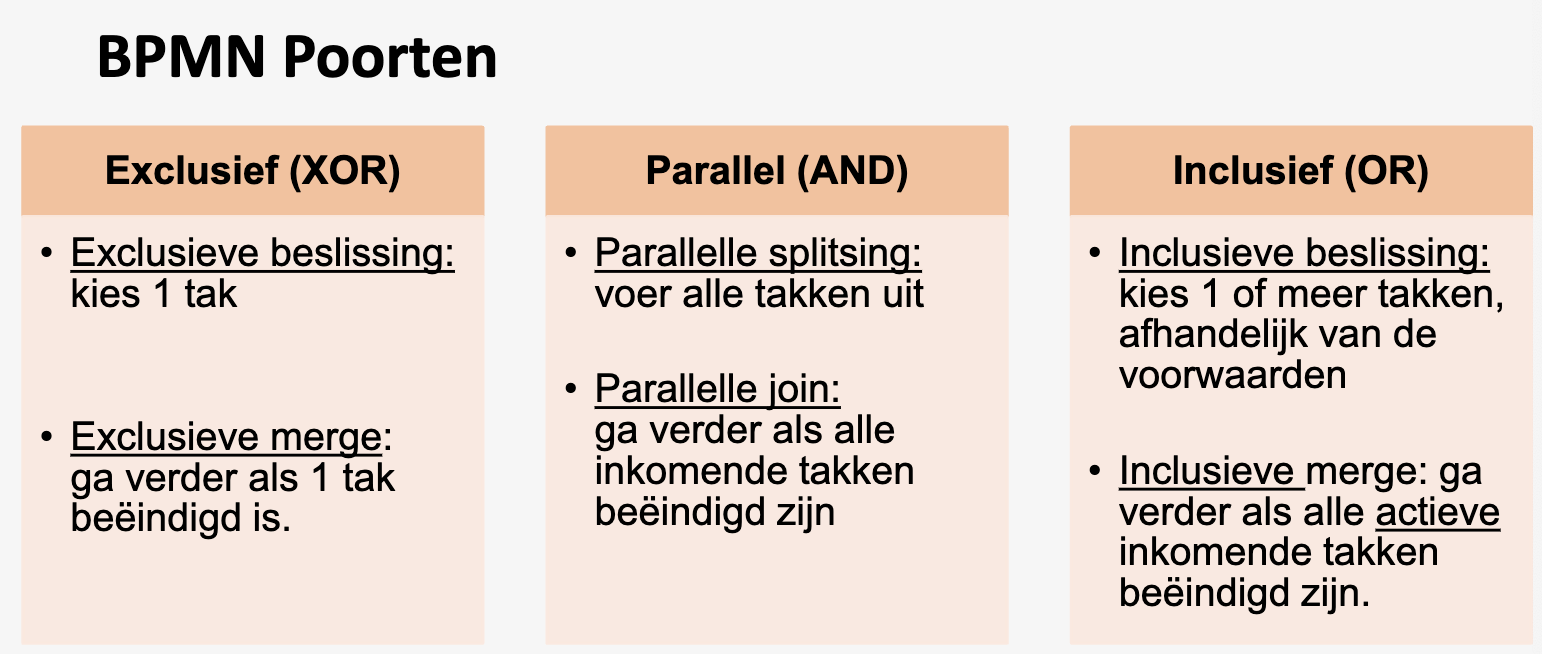 BPMN Poorten
Exclusief (XOR)
• Exclusieve beslissing:
kies 1 tak
• Exclusieve merge:
ga verder als 1 tak
beëindigd is.
Parallel (AND)
• Parallelle splitsing:
voer alle takken uit
• Parallelle join:
ga verder als alle
inkomende takken
beëindigd zijn
Inclusief (OR)
• Inclusieve beslissing:
kies 1 of meer takken,
afhandelijk van de
voorwaarden
• Inclusieve merge: ga
verder als alle actieve
inkomende takken
beëindigd zijn.